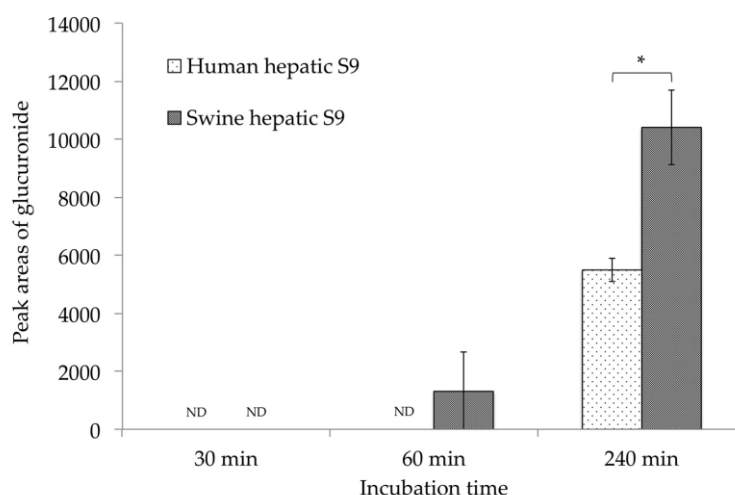 14000
12000
10000
8000
6000
4000
2000
0
Peak areas of glucuronide
Human hepatic S9
Swine hepatic S9
*
ND
ND
ND
30 min
60 min
240 min
Incubation time